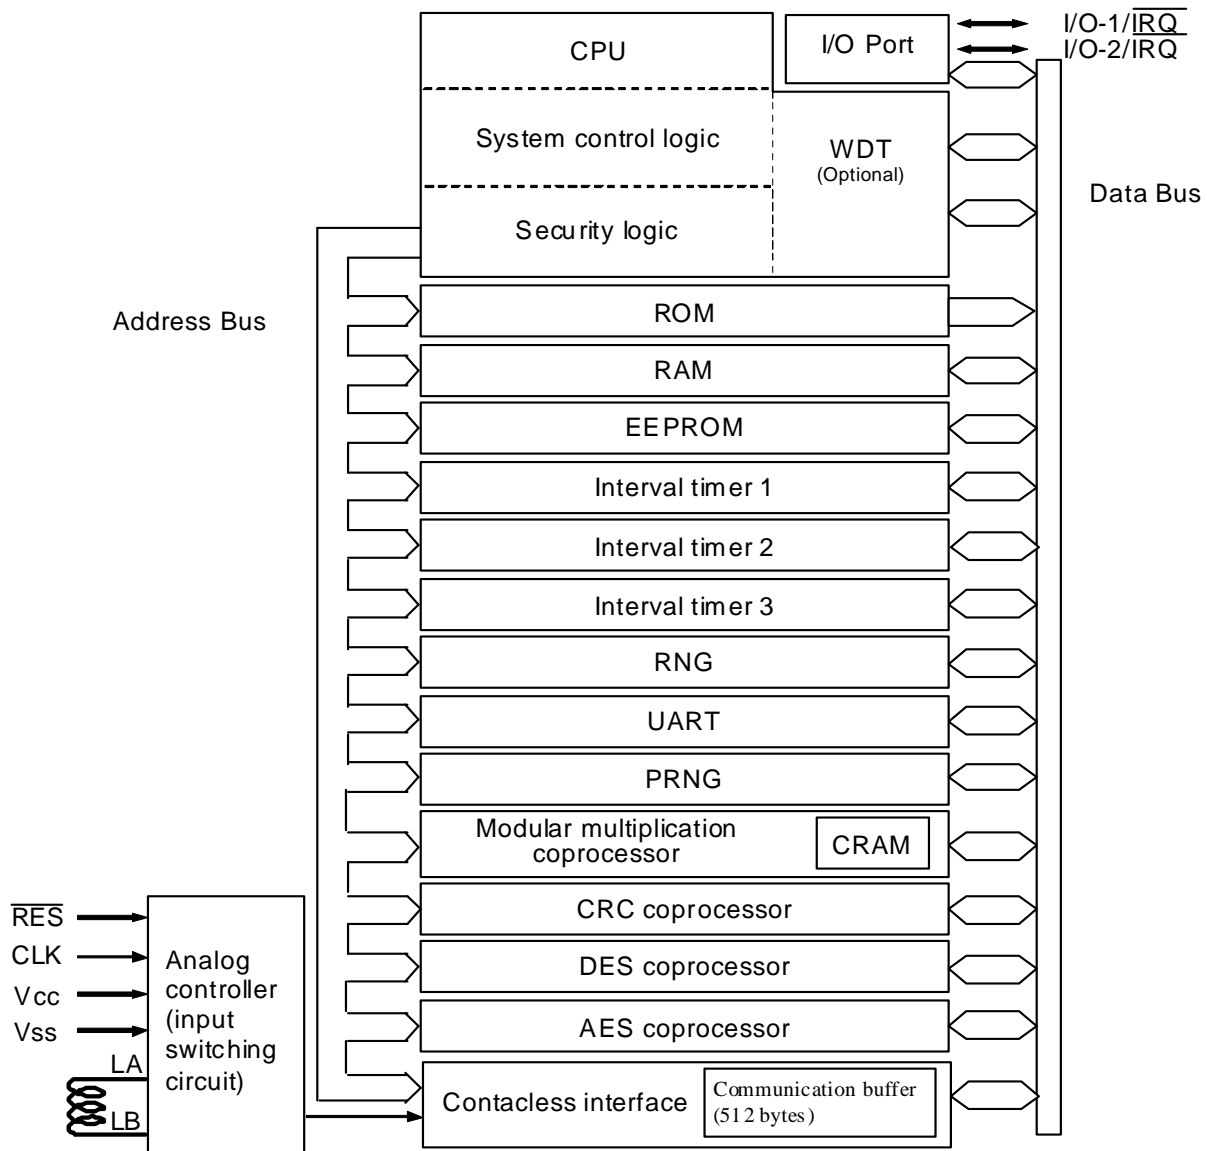 CPU
I/O Port
I/O-1/IRQ
I/O-2/IRQ
System control logic
WDT
(Optional)
Data Bus
Security logic
Address Bus
ROM
RAM
EEPROM
Interval timer 1
Interval timer 2
Interval timer 3
RNG
UART
PRNG
Modular multiplication
coprocessor
CRAM
CRC coprocessor
DES coprocessor
AES coprocessor
RES
CLK
Vcc
Vss
LA
LB
Analog
controller
(input
switching
circuit)
Contacless interface
Communication buffer
(512 bytes)